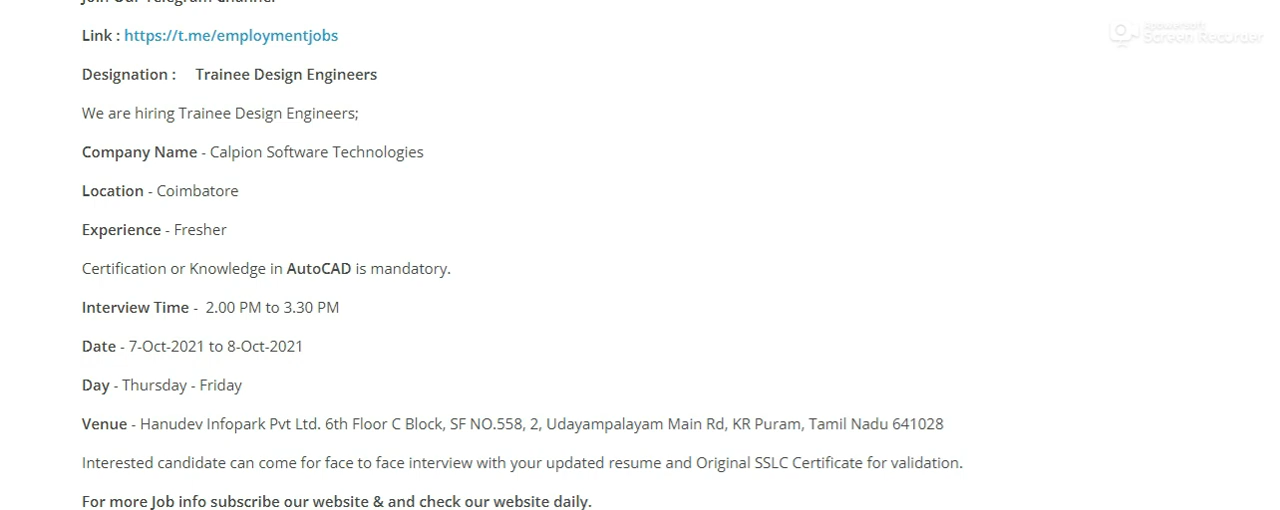 Join Our Telegram Channel
Link : https://t.me/employmentjobs
Designation : Trainee Design Engineers
We are hiring Trainee Design Engineers;
Company Name - Calpion Software Technologies
Location - Coimbatore
Experience - Fresher
Certification or Knowledge in AutoCAD is mandatory.
Interview Time - 2.00 PM to 3.30 PM
Date - 7-Oct-2021 to 8-Oct-2021
Day - Thursday - Friday
Venue - Hanudev Infopark Pvt Ltd. 6th Floor C Block, SF NO.558, 2, Udayampalayam Main Rd, KR Puram, Tamil Nadu 641028
Interested candidate can come for face to face interview with your updated resume and Original SSLC Certificate for validation.
For more Job info subscribe our website & and check our website daily.
Apowersoft
Screen Recorder